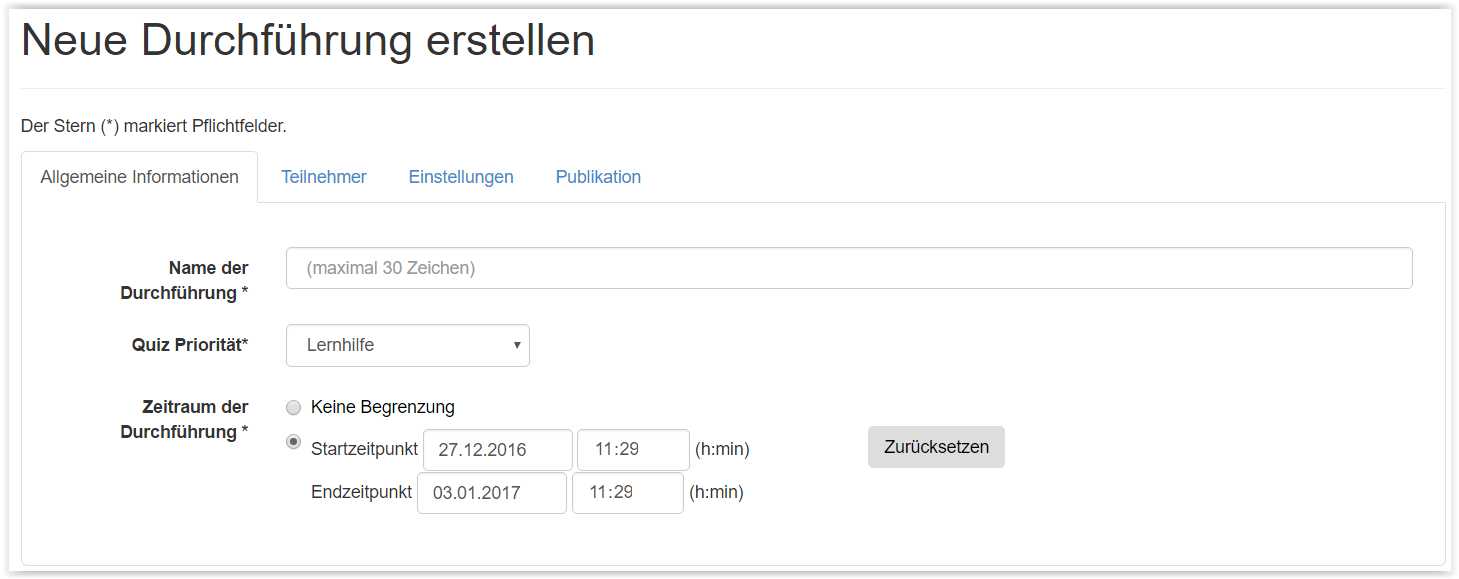 Neue Durchführung erstellen
Der Stern (*) markiert Pflichtfelder.
Allgemeine Informationen Teilnehmer Einstellungen Publikation
Name der
Durchführung *
(maximal 30 Zeichen)
Quiz Priorität*
Lernhilfe
Zeitraum der
Durchführung *
Keine Begrenzung
Startzeitpunkt 27.12.2016 11:29 (h:min) Zurücksetzen
Endzeitpunkt 03.01.2017 11:29 (h:min)